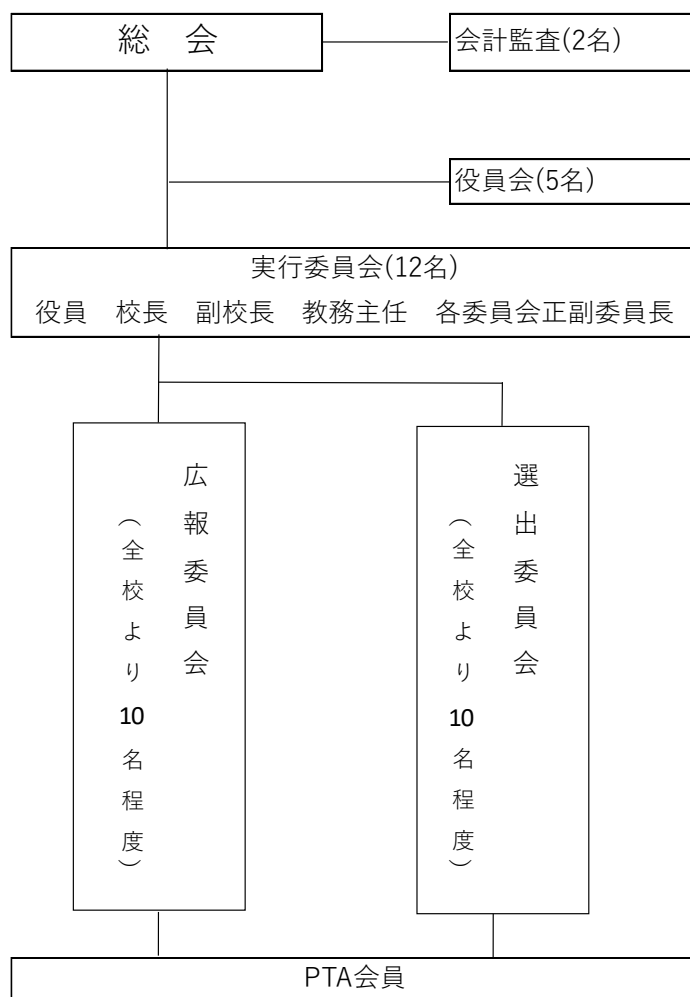 総　会
会計監査(2名)
役員会(5名)
実行委員会(12名)
役員　校長　副校長　教務主任　各委員会正副委員長
広報委員会
（全校より10名程度）
選出委員会
（全校より10名程度）
PTA会員